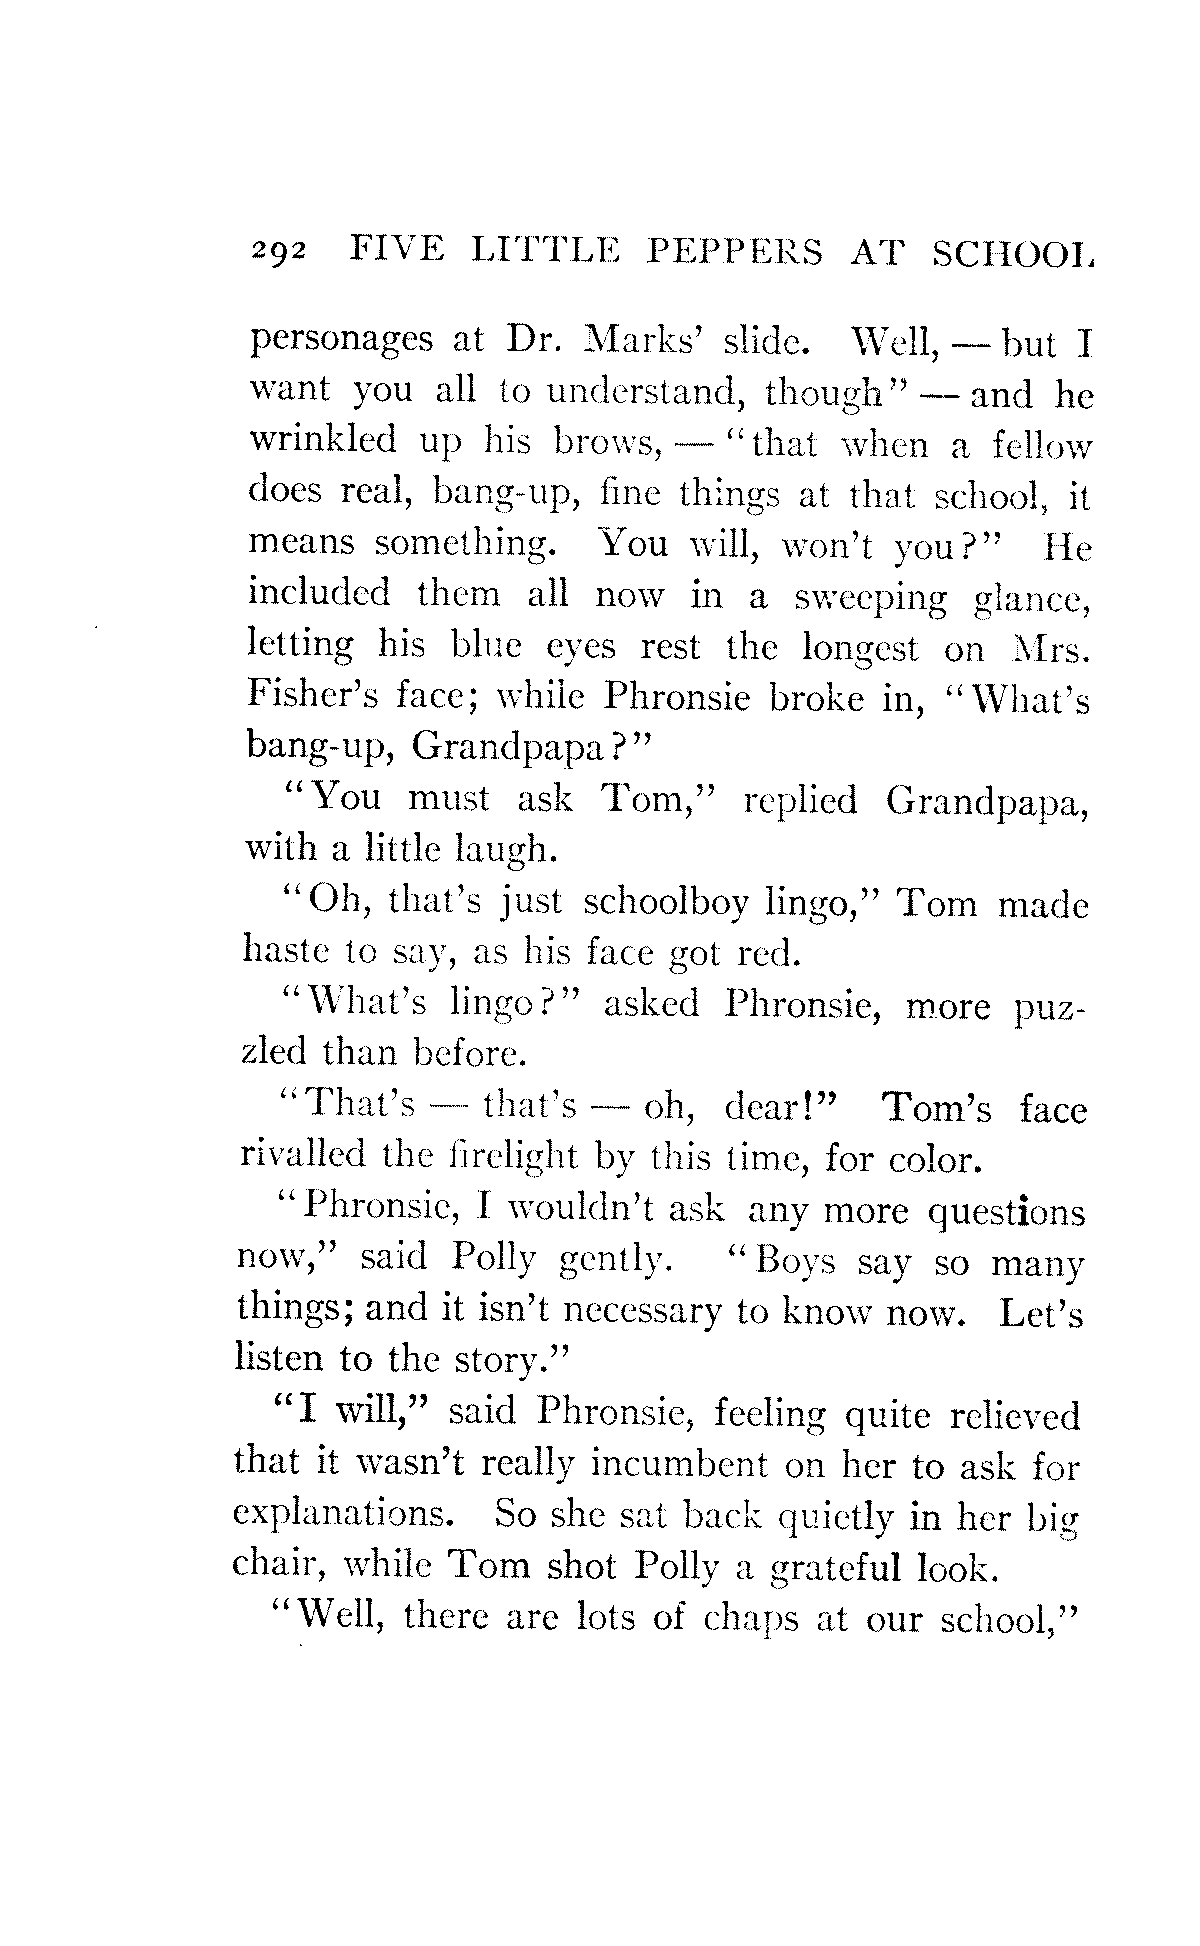 292 FIVE LITTLE PEPPERS AT SCHOOL
personages at Dr. Marks' slide. Well, — but I
want you all to understand, though" — and he
wrinkled up his brows, — "that when a fellow
does real, bang-up, fine things at that school, it
means something. You will, won't you?" He
included them all now in a sweeping glance,
letting his blue eyes rest the longest on Mrs.
Fisher's face; while Phronsie broke in, "What's
bang-up, Grandpapa?"
"You must ask Tom," replied Grandpapa,
with a little laugh.
"Oh, that's just schoolboy lingo," Tom made
haste to say, as his face got red.
"What's lingo?" asked Phronsie, more puz-
zled than before.
"That's — that's — oh, dear!" Tom's face
rivalled the firelight by this time, for color.
"Phronsie, I wouldn't ask any more questions
now," said Polly gently. "Boys say so many
things; and it isn't necessary to know now. Let's
listen to the story."
"I will," said Phronsie, feeling quite relieved
that it wasn't really incumbent on her to ask for
explanations. So she sat back quietly in her big
chair, while Tom shot Polly a grateful look.
"Well, there are lots of chaps at our school,"